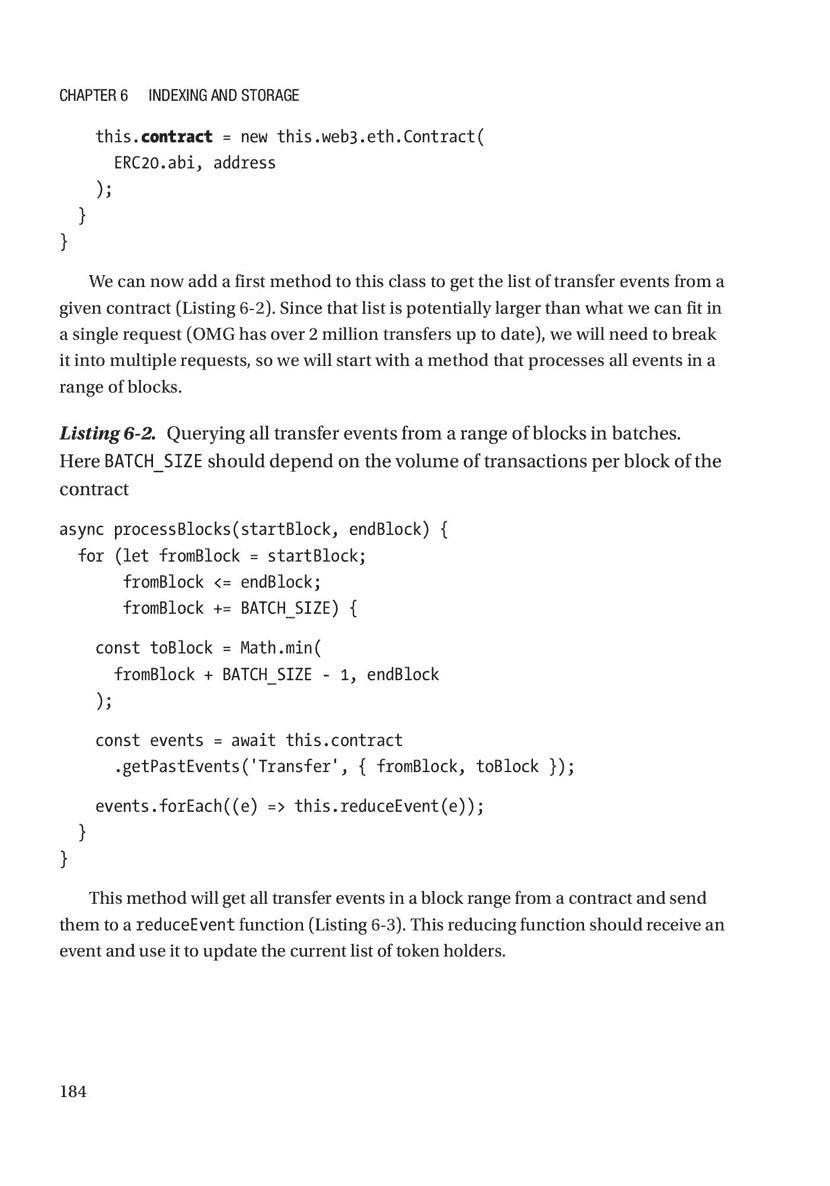 CHAPTER 6 INDEXING AND STORAGE
this.contract = new this.web3.eth.Contract(
ERC20.abi, address
);
}
}
We can now add a first method to this class to get the list of transfer events from a
given contract (Listing 6-2). Since that list is potentially larger than what we can fit in
a single request (OMG has over 2 million transfers up to date), we will need to break
it into multiple requests, so we will start with a method that processes all events in a
range of blocks.
Listing 6-2. Querying all transfer events from a range of blocks in batches.
Here BATCH_SIZE should depend on the volume of transactions per block of the
contract
async processBlocks(startBlock, endBlock) {
for (let fromBlock = startBlock;
fromBlock <= endBlock;
fromBlock += BATCH_SIZE) {
const toBlock = Math.min(
fromBlock + BATCH_SIZE - 1, endBlock
);
const events = await this.contract
.getPastEvents('Transfer', { fromBlock, toBlock });
events.forEach((e) => this.reduceEvent(e));
}
}
This method will get all transfer events in a block range from a contract and send
them to a reduceEvent function (Listing 6-3). This reducing function should receive an
event and use it to update the current list of token holders.
184